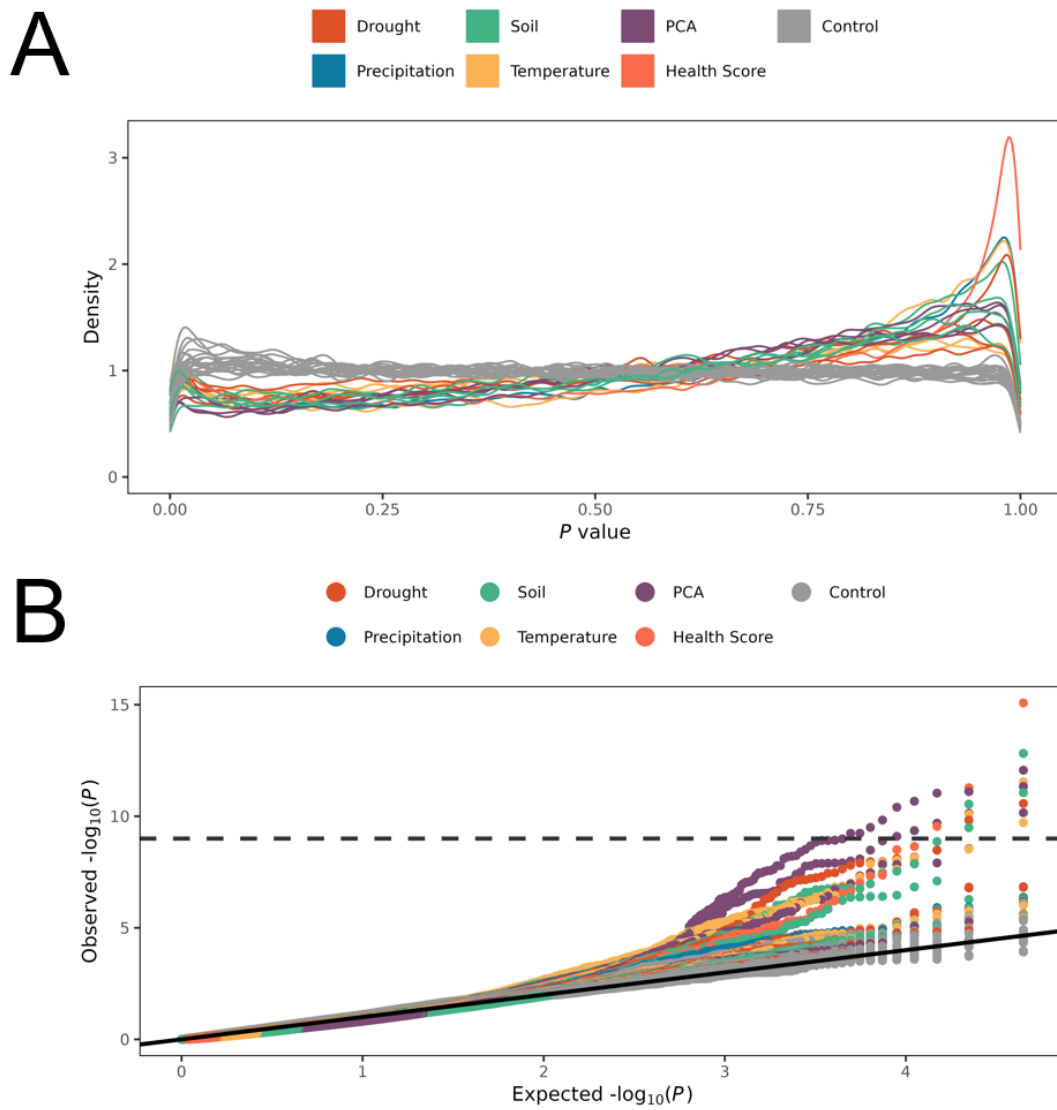 A
Drought Soil PCA Control
Precipitation Temperature Health Score
3
2
1
0
Density
0.00 0.25 0.50 0.75 1.00
P value
B
Drought Soil PCA Control
Precipitation Temperature Health Score
15
10
5
0
Observed -log10(P)
0 1 2 3 4
Expected -log10(P)